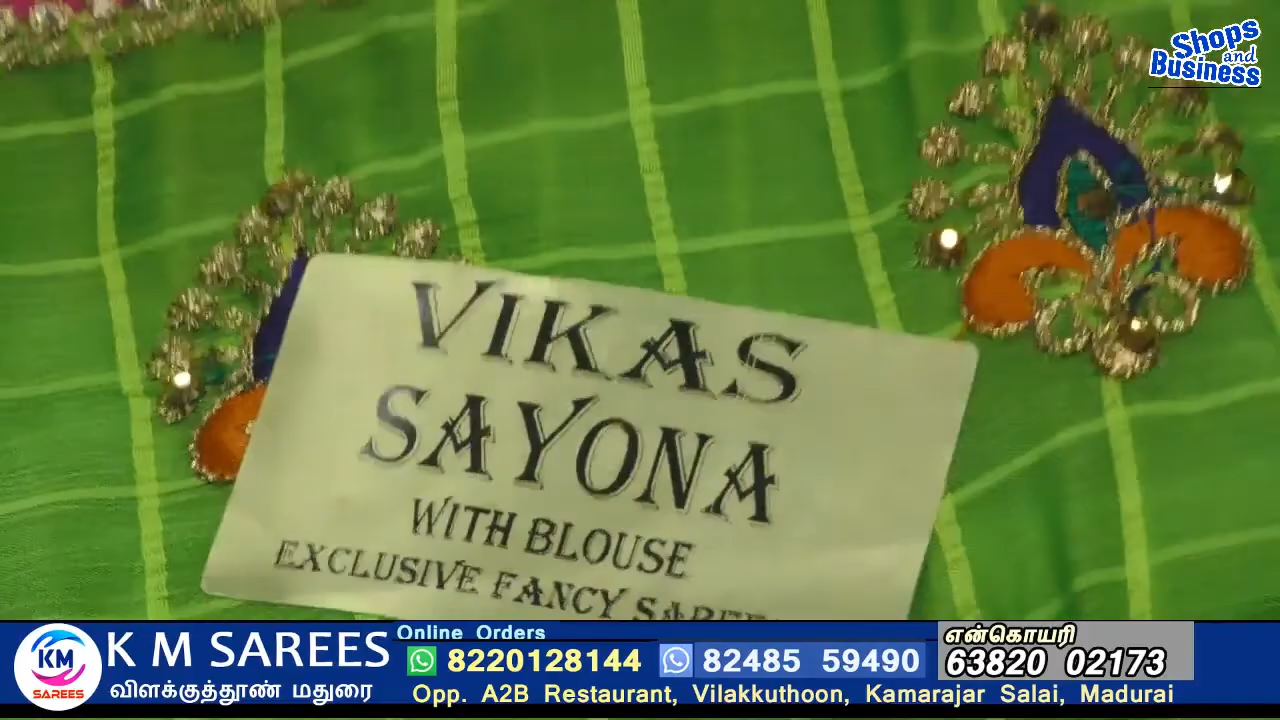 Shops
and
Business
VIKAS
SAYONA
WITH BLOUSE
EXCLUSIVE FANCY SAREE
KM
SAREES
K M SAREES
விளக்குத்தூண் மதுரை
Online Orders
8220128144
82485 59490
என்கொயரி
63820 02173
Opp. A2B Restaurant, Vilakkuthoon, Kamarajar Salai, Madurai